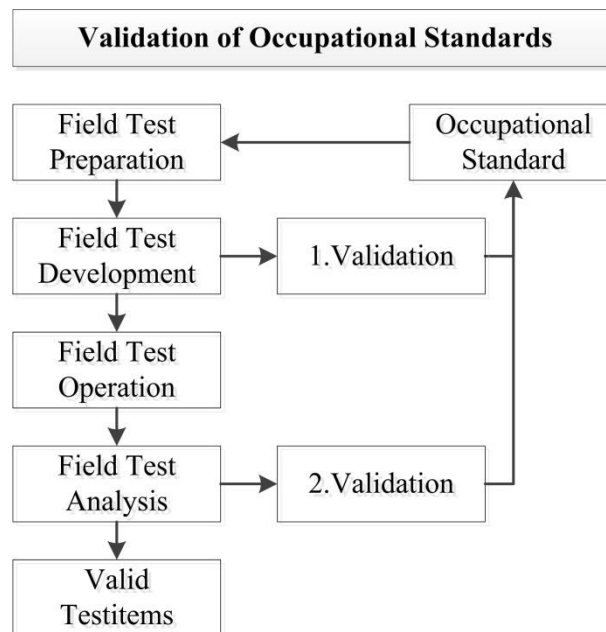 Validation of Occupational Standards
Field Test
Preparation
Occupational
Standard
Field Test
Development
1.Validation
Field Test
Operation
Field Test
Analysis
2.Validation
Valid
Testitems